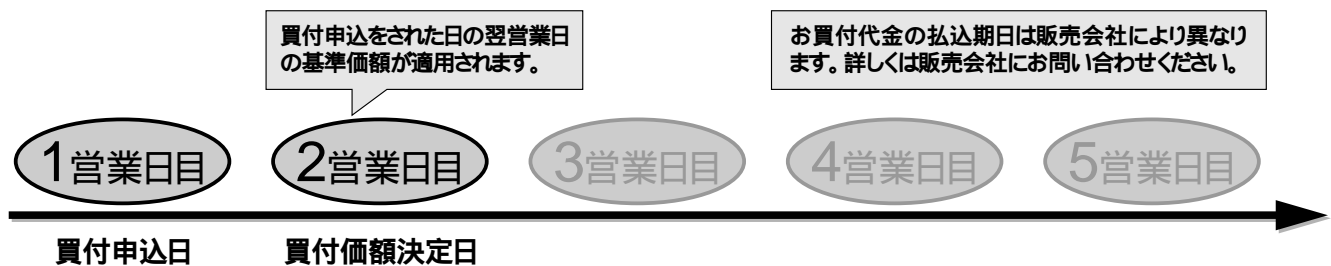 買付申込をされた日の翌営業日
の基準価額が適用されます。
お買付代金の払込期日は販売会社により異なり
ます。詳しくは販売会社にお問い合わせください。
1営業日目
2営業日目
3営業日目
4営業日目
5営業日目
買付申込日
買付価額決定日